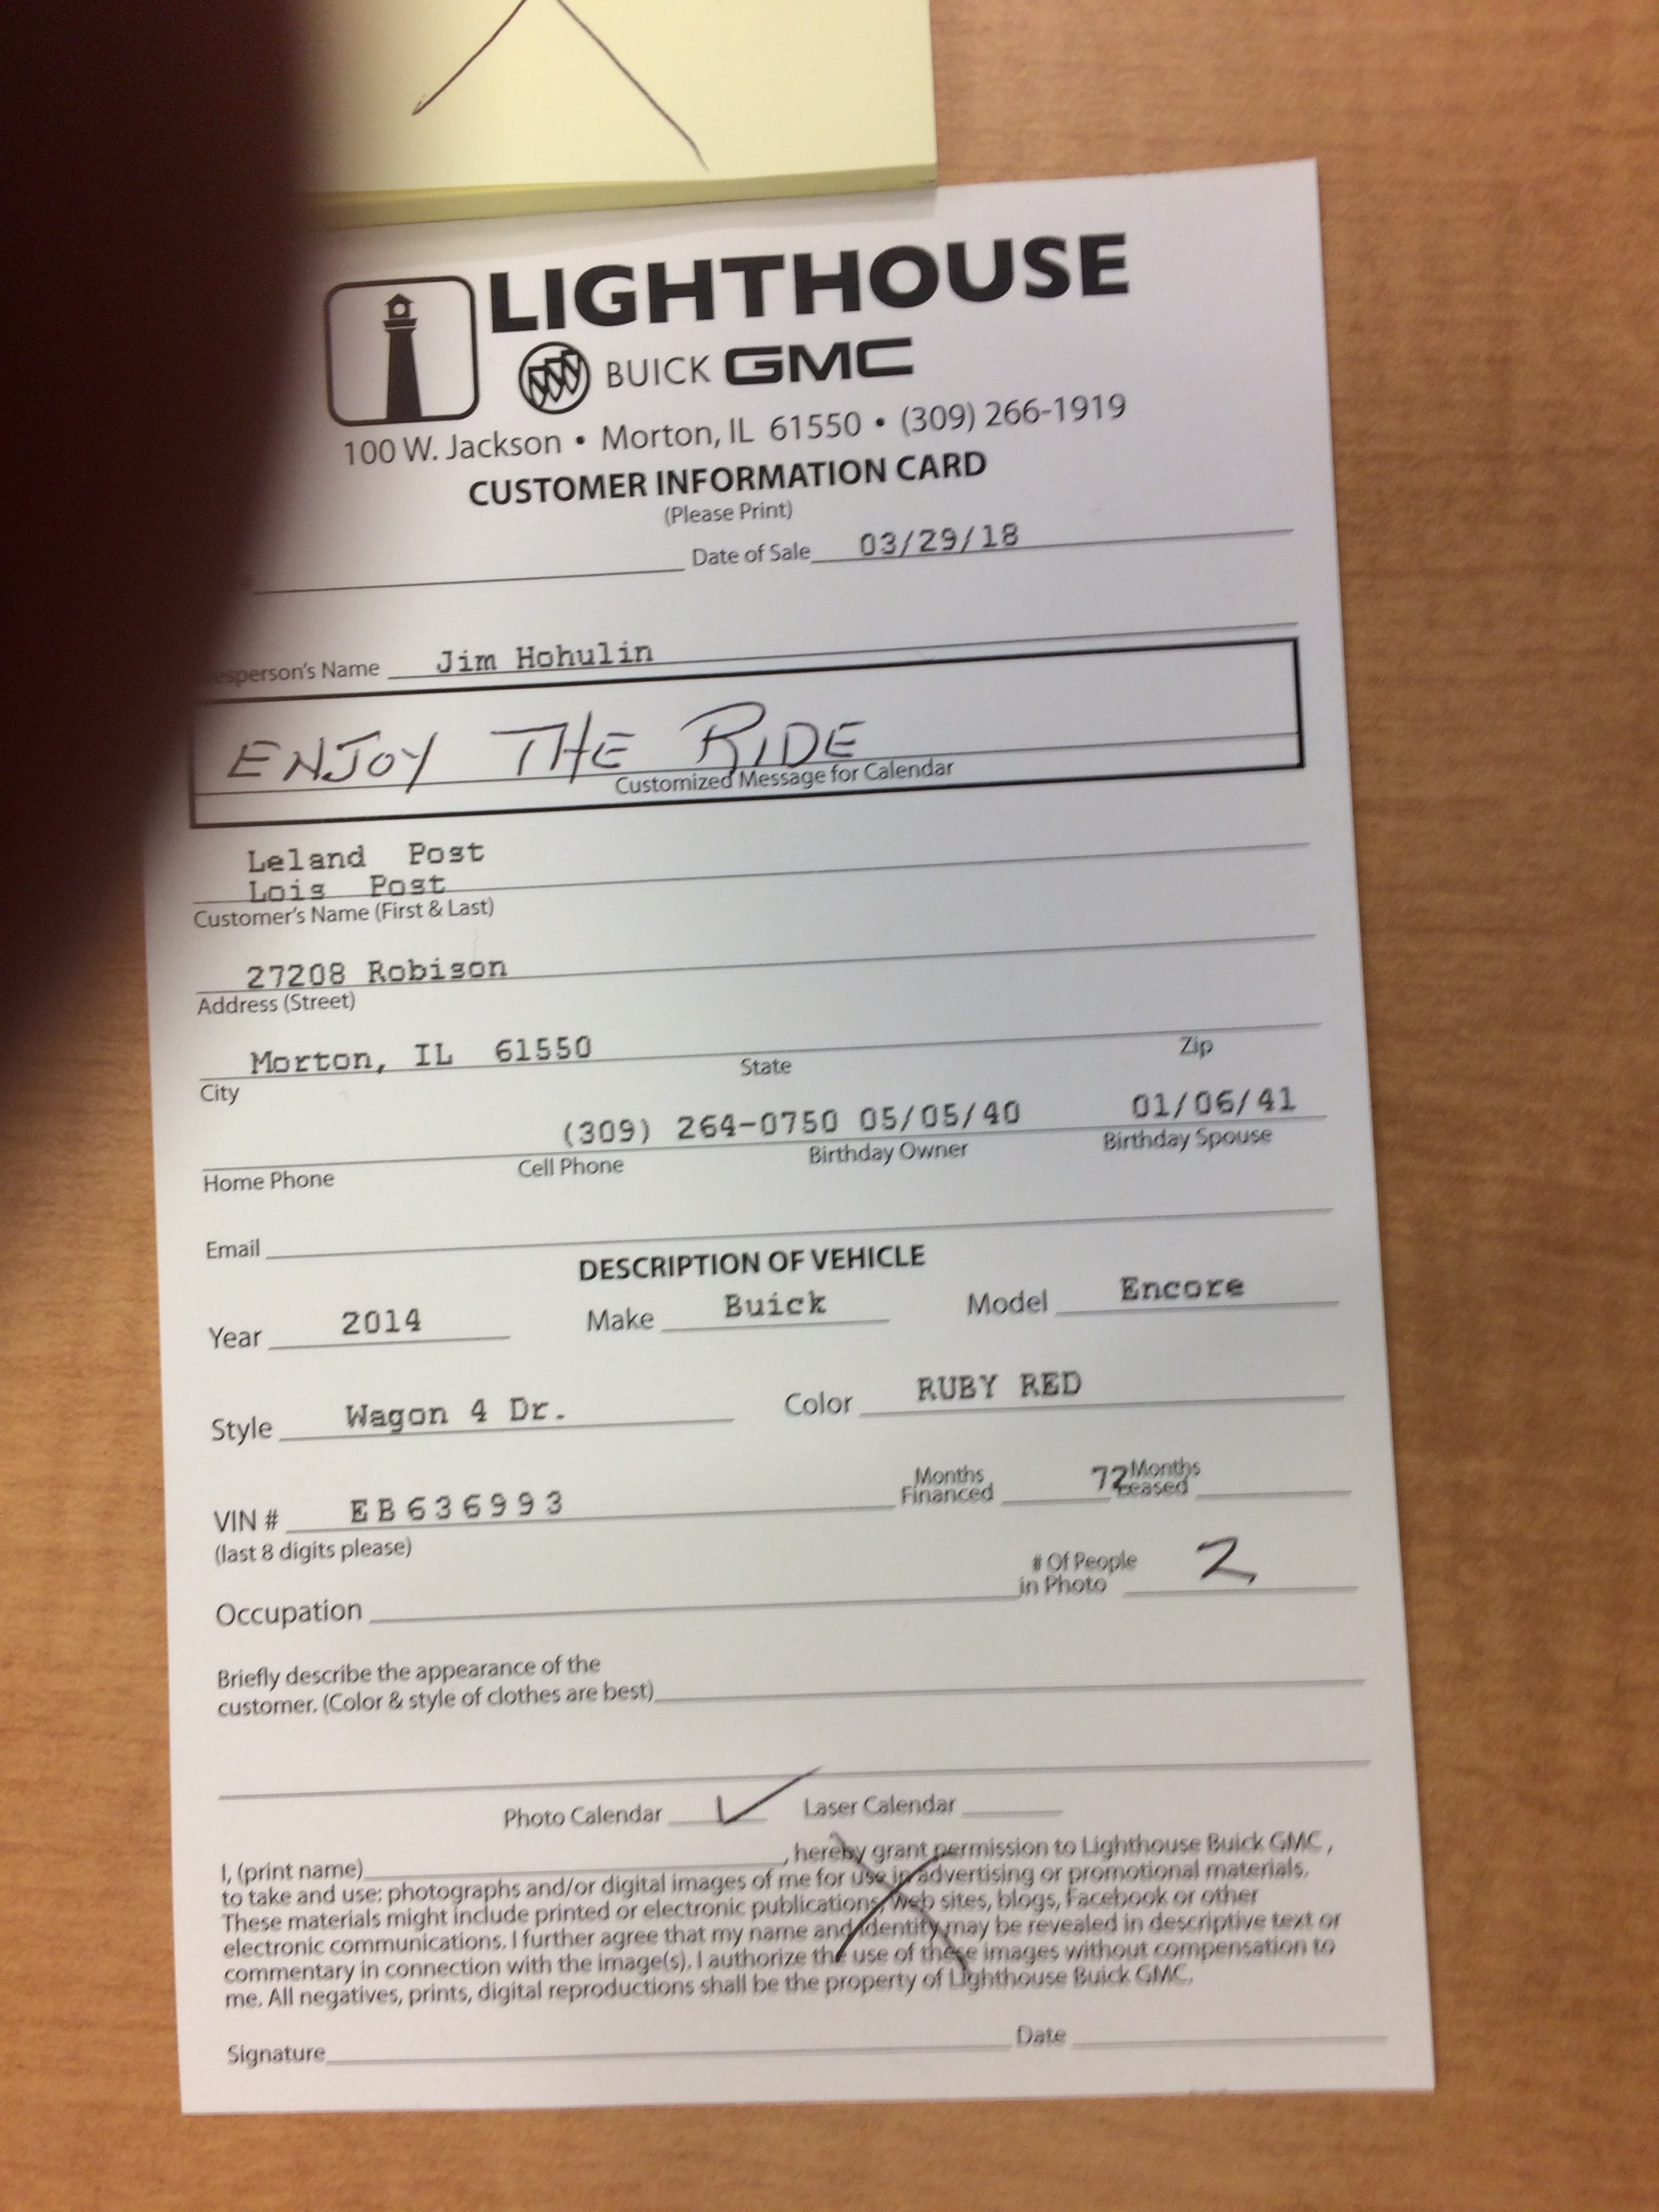 LIGHTHOUSE
BUICK GMC
100 W. Jackson • Morton, IL 61550 • (309) 266-1919
CUSTOMER INFORMATION CARD
(Please Print)
Date of Sale 03/29/18
esperson's Name Jim Hohulin
ENJOY THE RIDE
Customized Message for Calendar
Leland Post
Lois Post
Customer's Name (First & Last)
27208 Robison
Address (Street)
Morton, IL 61550
City State Zip
(309) 264-0750 05/05/40 01/06/41
Home Phone Cell Phone Birthday Owner Birthday Spouse
Email
DESCRIPTION OF VEHICLE
Year 2014 Make Buick Model Encore
Style Wagon 4 Dr. Color RUBY RED
VIN # EB636993 Months Financed 72 Months Leased
(last 8 digits please)
Occupation # Of People in Photo 2
Briefly describe the appearance of the
customer. (Color & style of clothes are best)
Photo Calendar ✓ Laser Calendar
I, (print name) , hereby grant permission to Lighthouse Buick GMC ,
to take and use: photographs and/or digital images of me for use in advertising or promotional materials.
These materials might include printed or electronic publications, web sites, blogs, Facebook or other
electronic communications. I further agree that my name and identity may be revealed in descriptive text or
commentary in connection with the image(s). I authorize the use of these images without compensation to
me. All negatives, prints, digital reproductions shall be the property of Lighthouse Buick GMC.
Signature Date